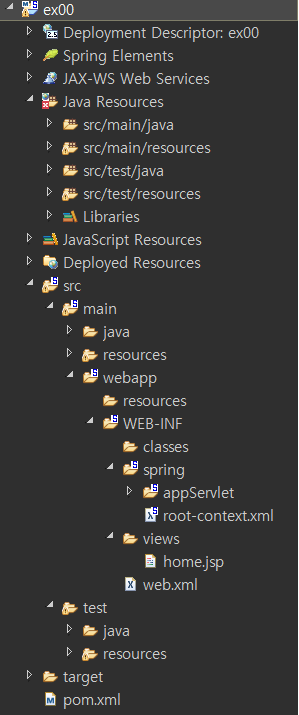 ex00
Deployment Descriptor: ex00
Spring Elements
JAX-WS Web Services
Java Resources
src/main/java
src/main/resources
src/test/java
src/test/resources
Libraries
JavaScript Resources
Deployed Resources
src
main
java
resources
webapp
resources
WEB-INF
classes
spring
appServlet
root-context.xml
views
home.jsp
web.xml
test
java
resources
target
pom.xml